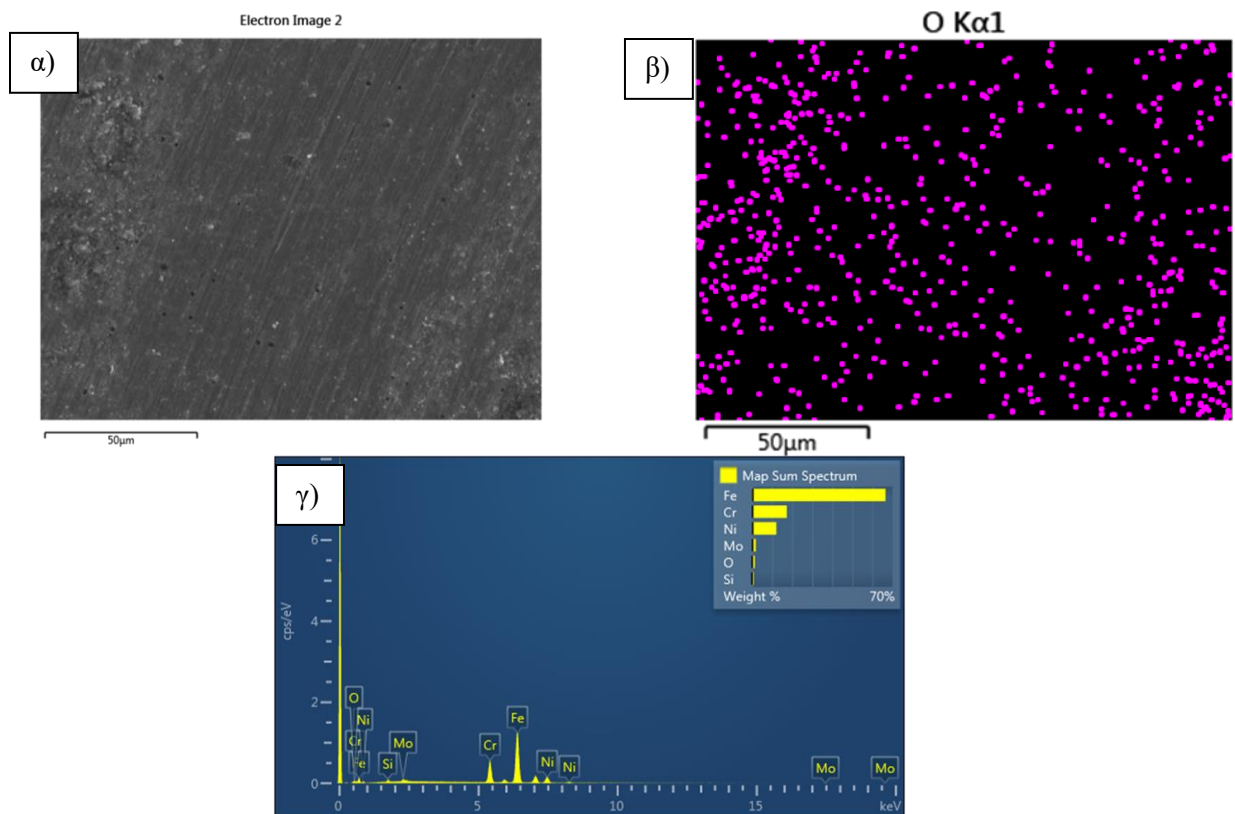 Electron Image 2
α)
50μm
O Kα1
β)
50μm
γ)
Map Sum Spectrum
Fe
Cr
Ni
Mo
O
Si
Weight % 70%
cps/eV
6
4
2
0
O
Ni
Cr
Si
Mo
Cr
Fe
Ni
Ni
Mo
Mo
0 5 10 15 keV